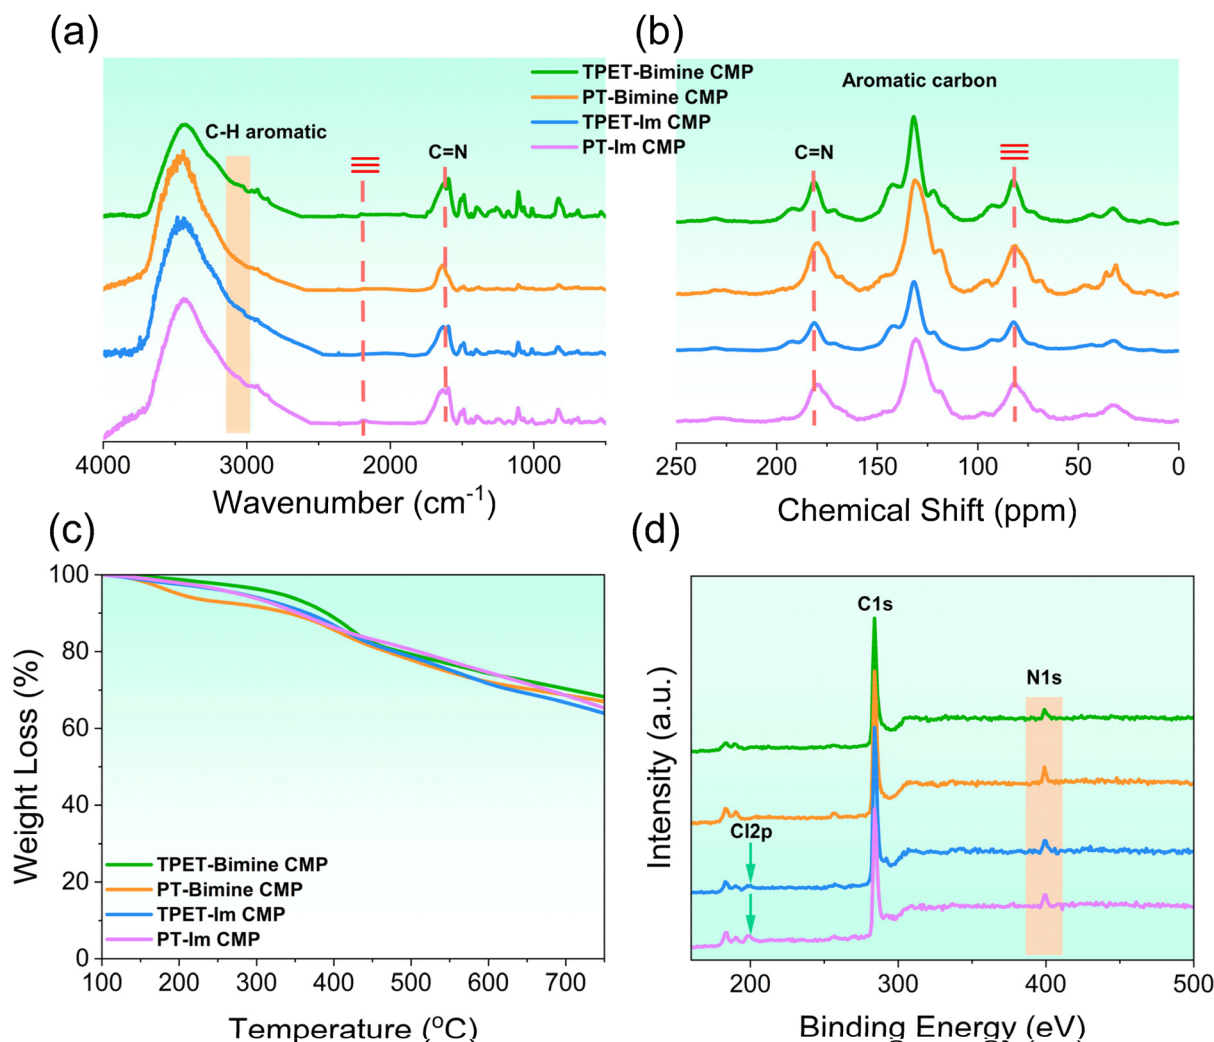 (a)
C-H aromatic
C=N
4000
3000
2000
1000
Wavenumber (cm-1)
TPET-Bimine CMP
PT-Bimine CMP
TPET-Im CMP
PT-Im CMP
(b)
Aromatic carbon
C=N
250
200
150
100
50
0
Chemical Shift (ppm)
(c)
100
80
60
40
20
0
Weight Loss (%)
TPET-Bimine CMP
PT-Bimine CMP
TPET-Im CMP
PT-Im CMP
100
200
300
400
500
600
700
Temperature (oC)
(d)
Intensity (a.u.)
C1s
N1s
Cl2p
200
300
400
500
Binding Energy (eV)